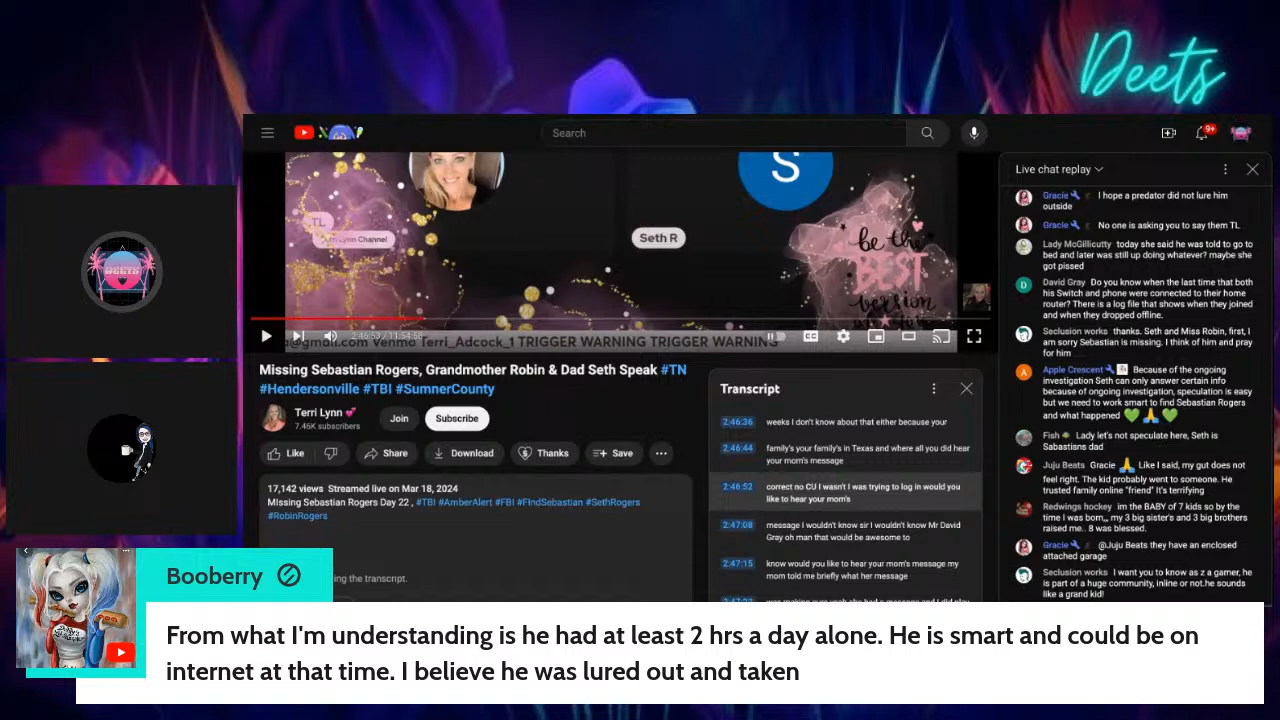 Deets
Search
9+
TL
Terri Lynn Channel
S
Seth R
be the
BEST
version
2:46:53 / 11:54:56
@gmail.com Venmo Terri_Adcock_1 TRIGGER WARNING TRIGGER WARNING
Missing Sebastian Rogers, Grandmother Robin & Dad Seth Speak #TN
#Hendersonville #TBI #SumnerCounty
Terri Lynn
7.46K subscribers
Join
Subscribe
Like
Share
Download
Thanks
Save
17,142 views Streamed live on Mar 18, 2024
Missing Sebastian Rogers Day 22 , #TBI #AmberAlert #FBI #FIndSebastian #SethRogers
#RobinRogers
ing the transcript.
Transcript
2:46:36 weeks I don't know about that either because your
2:46:44 family's your family's in Texas and where all you did hear
your mom's message
2:46:52 correct no CU I wasn't I was trying to log in would you
like to hear your mom's
2:47:08 message I wouldn't know sir I wouldn't know Mr David
Gray oh man that would be awesome to
2:47:15 know would you like to hear your mom's message my
mom told me briefly what her message
Live chat replay
Gracie I hope a predator did not lure him
outside
Gracie No one is asking you to say them TL
Lady McGillicutty today she said he was told to go to
bed and later was still up doing whatever? maybe she
got pissed
D
David Gray Do you know when the last time that both
his Switch and phone were connected to their home
router? There is a log file that shows when they joined
and when they dropped offline.
Seclusion works thanks. Seth and Miss Robin, first, I
am sorry Sebastian is missing. I think of him and pray
for him
A
Apple Crescent Because of the ongoing
investigation Seth can only answer certain info
because of ongoing investigation, speculation is easy
but we need to work smart to find Sebastian Rogers
and what happened
Fish Lady let's not speculate here, Seth is
Sabastians dad
Juju Beats Gracie Like I said, my gut does not
feel right. The kid probably went to someone. He
trusted family online "friend" It's terrifying
Redwings hockey im the BABY of 7 kids so by the
time I was born,,, my 3 big sister's and 3 big brothers
raised me.. 8 was blessed.
Gracie @Juju Beats they have an enclosed
attached garage
Seclusion works I want you to know as z a gamer, he
is part of a huge community, Inline or not.he sounds
like a grand kid!
DEETS
Booberry
From what I'm understanding is he had at least 2 hrs a day alone. He is smart and could be on
internet at that time. I believe he was lured out and taken